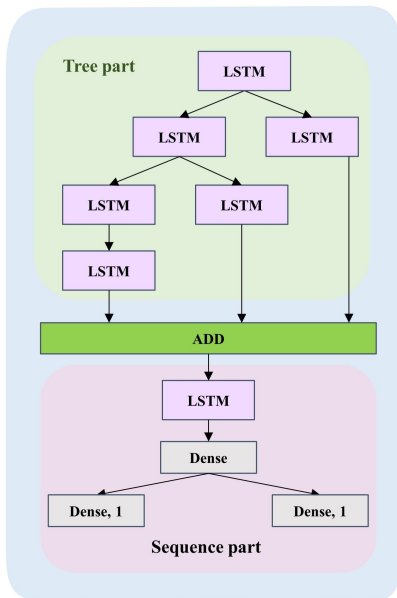 Tree part
LSTM
LSTM
LSTM
LSTM
LSTM
LSTM
ADD
LSTM
Dense
Dense, 1
Dense, 1
Sequence part